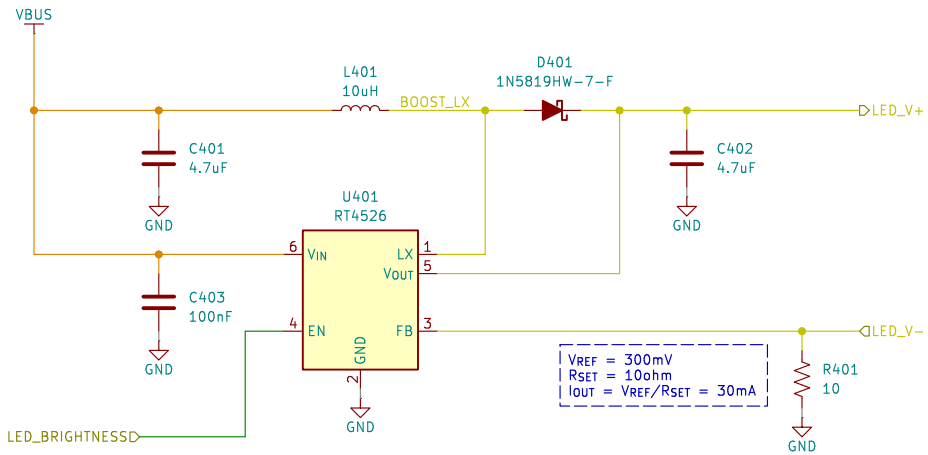 VBUS
D401
1N5819HW-7-F
L401
10uH
BOOST_LX
LED_V+
C401
4.7uF
C402
4.7uF
GND
GND
U401
RT4526
6
VIN
LX
1
VOUT
5
C403
100nF
4
EN
FB
3
LED_V-
GND
GND
2
VREF = 300mV
RSET = 10ohm
IOUT = VREF/RSET = 30mA
R401
10
GND
LED_BRIGHTNESS
GND